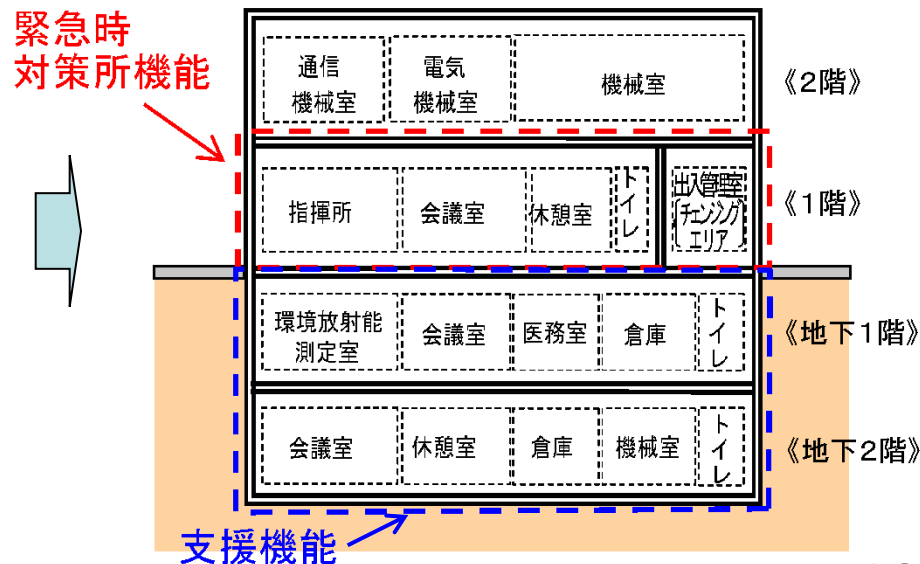 緊急時
対策所機能
通信
機械室
電気
機械室
機械室
《2階》
指揮所
会議室
休憩室
トイレ
出入管理室
チェンジング
エリア
《1階》
環境放射能
測定室
会議室
医務室
倉庫
トイレ
《地下1階》
会議室
休憩室
倉庫
機械室
トイレ
《地下2階》
支援機能